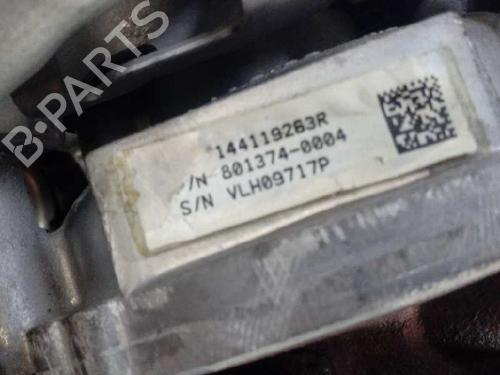 144119263R
/N 801374-0004
S/N VLH09717P
B PARTS